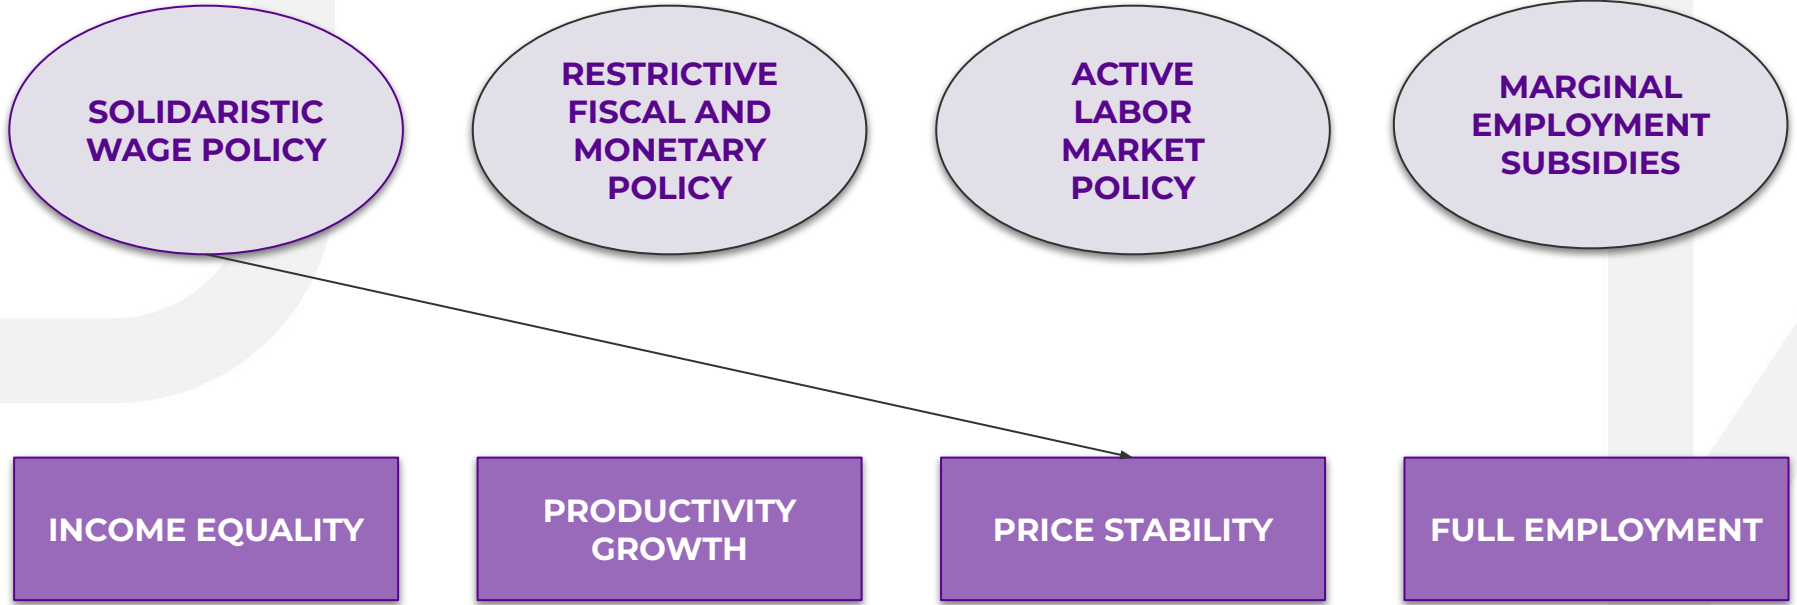 SOLIDARISTIC
WAGE POLICY
RESTRICTIVE
FISCAL AND
MONETARY
POLICY
ACTIVE
LABOR
MARKET
POLICY
MARGINAL
EMPLOYMENT
SUBSIDIES
INCOME EQUALITY
PRODUCTIVITY
GROWTH
PRICE STABILITY
FULL EMPLOYMENT